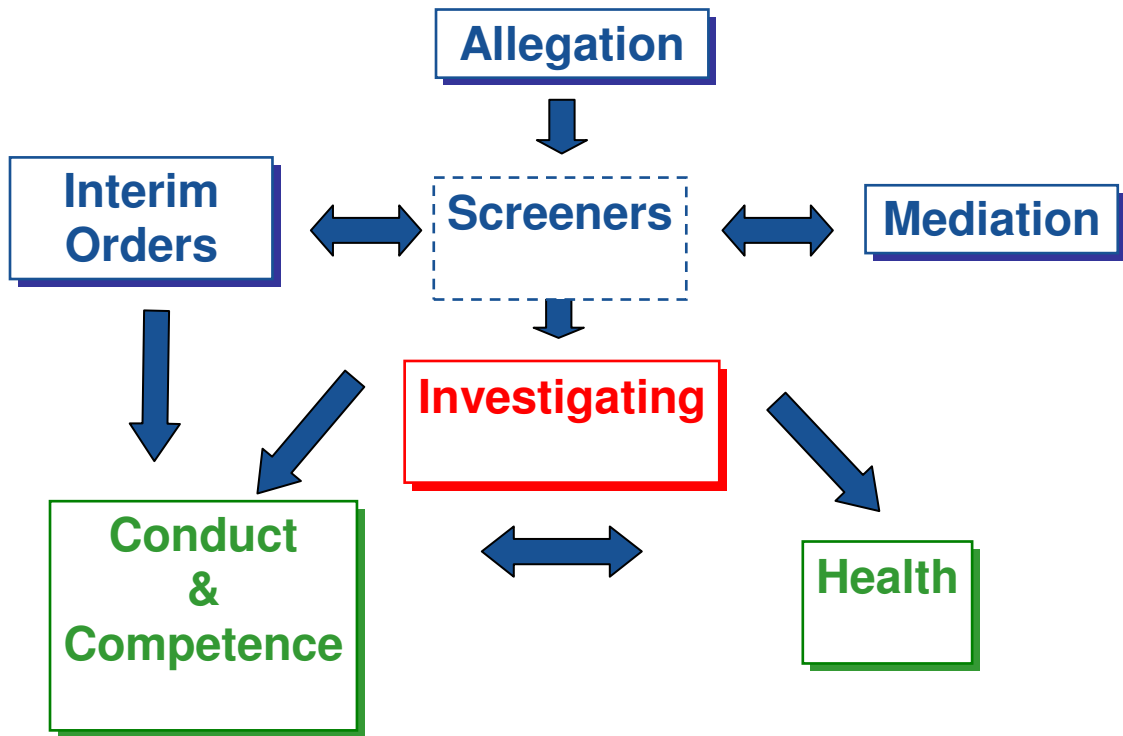 Allegation
Interim
Orders
Screeners
Mediation
Investigating
Conduct
&
Competence
Health